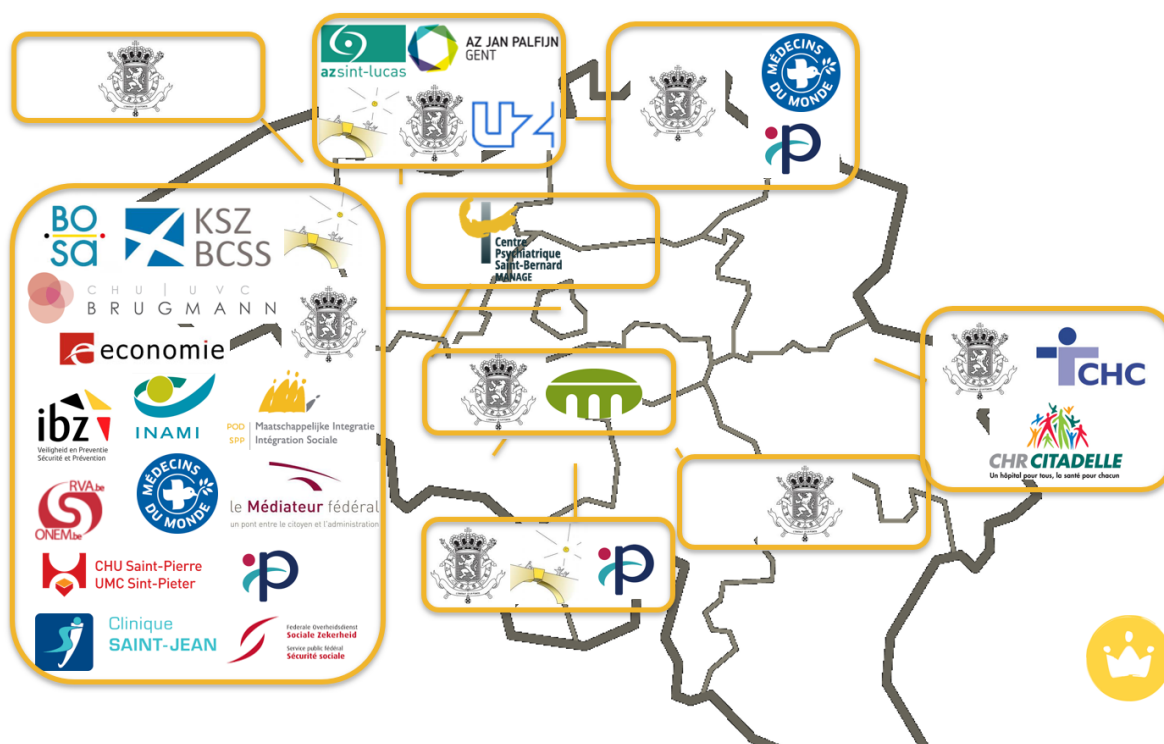 azsint-lucas
AZ JAN PALFIJN
GENT
UZ
MÉDECINS
DU MONDE
ip
BO
sa
KSZ
BCSS
CHU | UVC
BRUGMANN
economie
ibz
Veiligheid en Preventie
Sécurité et Prévention
INAMI
POD
SPP
Maatschappelijke Integratie
Intégration Sociale
RVA.be
ONEM.be
MÉDECINS
DU MONDE
le Médiateur fédéral
un pont entre le citoyen et l'administration
CHU Saint-Pierre
UMC Sint-Pieter
ip
Clinique
SAINT-JEAN
Federale Overheidsdienst
Sociale Zekerheid
Service public fédéral
Sécurité sociale
Centre
Psychiatrique
Saint-Bernard
MANAGE
ip
CHC
CHR CITADELLE
Un hôpital pour tous, la santé pour chacun